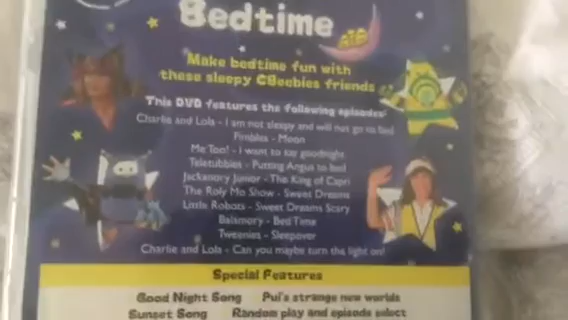 Bedtime
Make bedtime fun with
these sleepy CBeebies friends
This DVD features the following episodes:
Charlie and Lola - I am not sleepy and will not go to bed
Fimbles - Moon
Me Too! - I want to say goodnight
Teletubbies - Putting Angus to bed
Jackanory Junior - The King of Capri
The Roly Mo Show - Sweet Dreams
Little Robots - Sweet Dreams Scary
Balamory - Bed Time
Tweenies - Sleepover
Charlie and Lola - Can you maybe turn the light on?
Special Features
Good Night Song Pui's strange new worlds
Sunset Song Random play and episode select